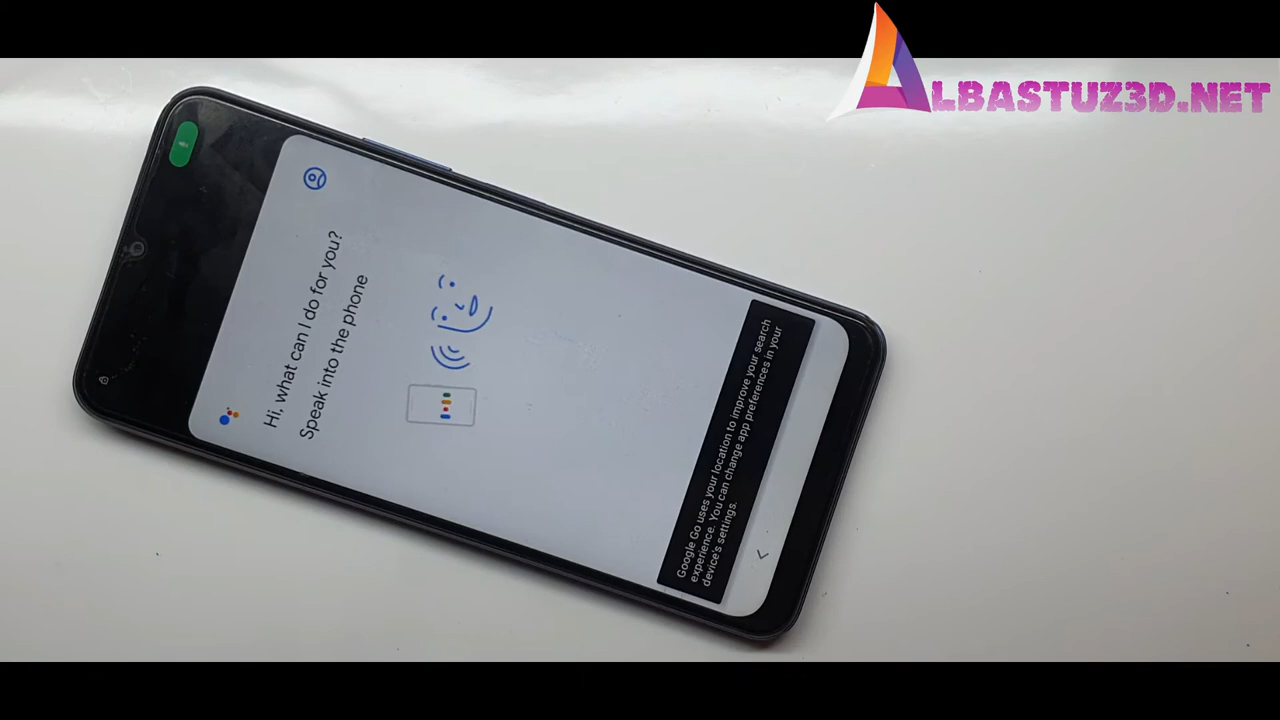 ALBASTUZ3D.NET
Hi, what can I do for you?
Speak into the phone
Google Go uses your location to improve your search
experience. You can change app preferences in your
device's settings.